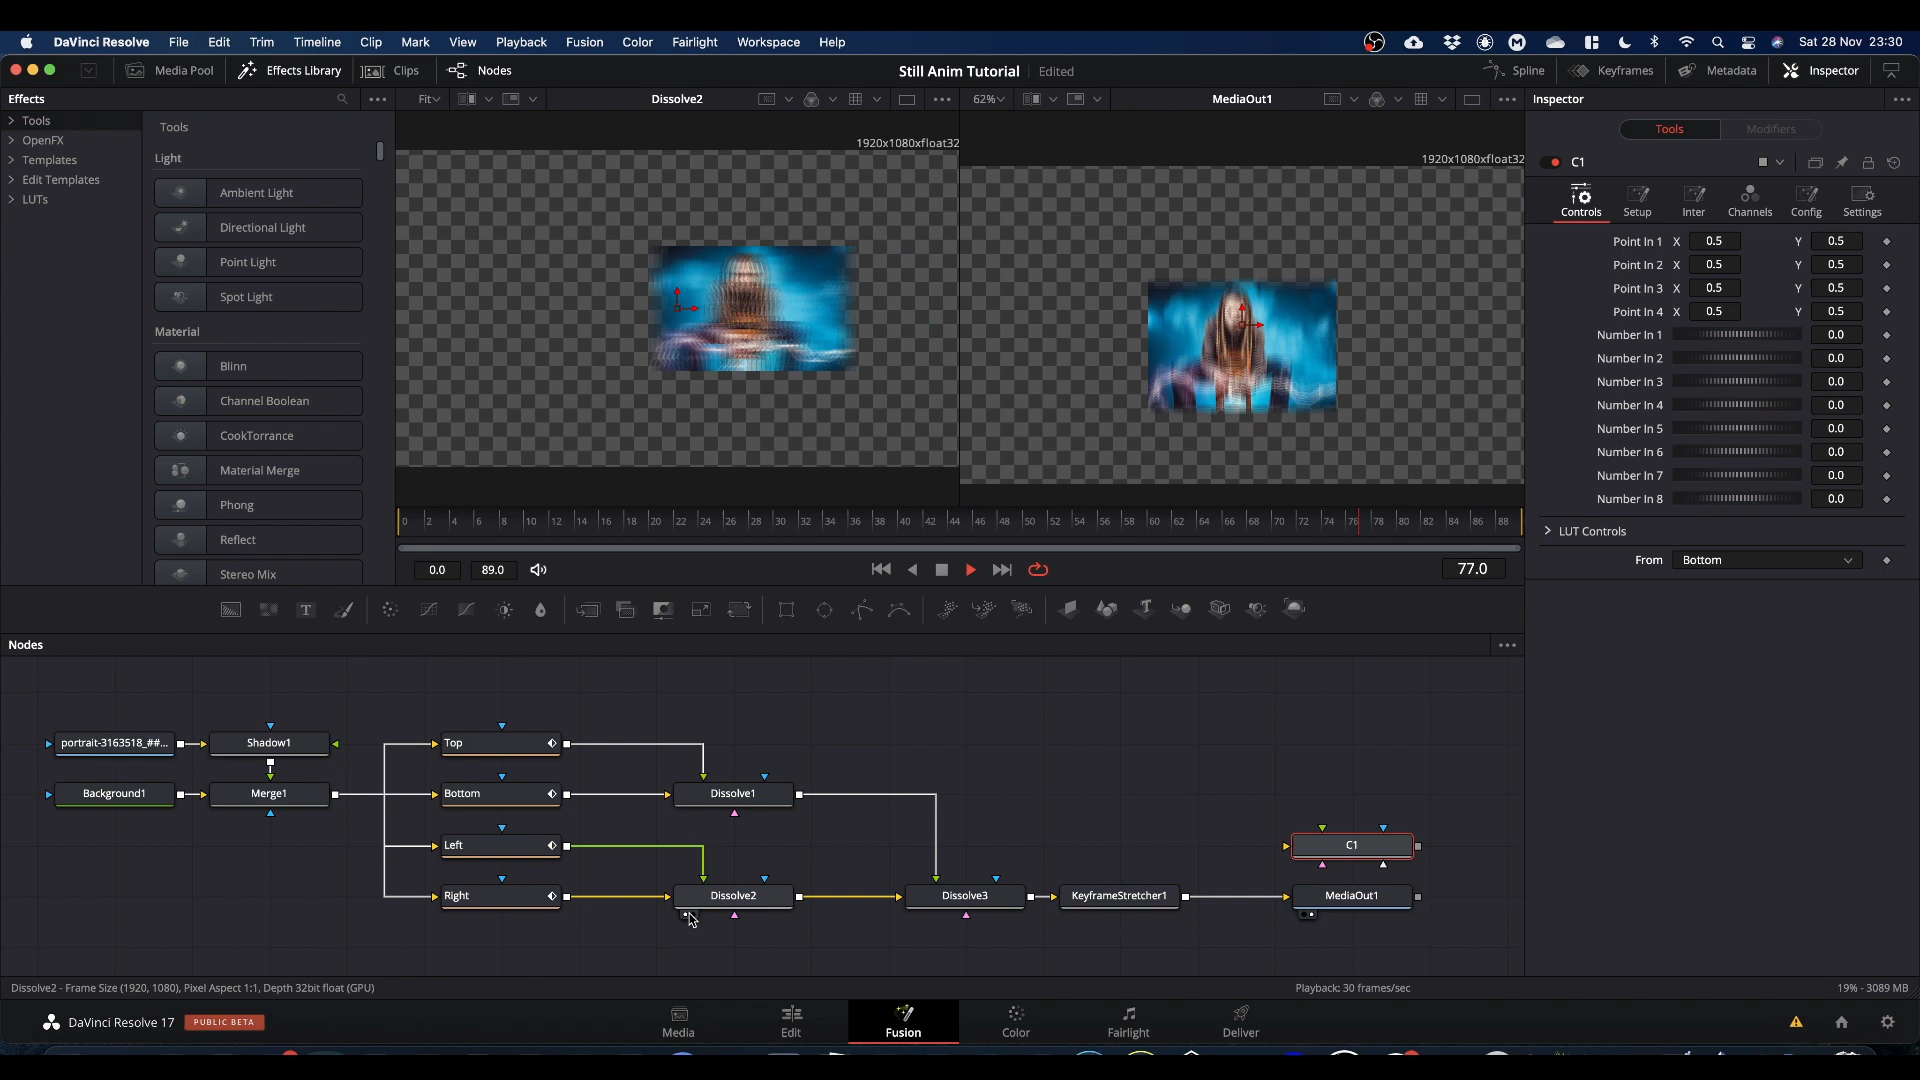 DaVinci Resolve File Edit Trim Timeline Clip Mark View Playback Fusion Color Fairlight Workspace Help Sat 28 Nov 23:30
Media Pool Effects Library Clips Nodes Still Anim Tutorial Edited Spline Keyframes Metadata Inspector
Effects Fit Dissolve2 62% MediaOut1 Inspector
Tools
OpenFX
Templates
Edit Templates
LUTs
Tools
Light
Ambient Light
Directional Light
Point Light
Spot Light
Material
Blinn
Channel Boolean
CookTorrance
Material Merge
Phong
Reflect
Stereo Mix
1920x1080xfloat32
1920x1080xfloat32
0 2 4 6 8 10 12 14 16 18 20 22 24 26 28 30 32 34 36 38 40 42 44 46 48 50 52 54 56 58 60 62 64 66 68 70 72 74 76 78 80 82 84 86 88
0.0 89.0 77.0
Tools Modifiers
C1
Controls Setup Inter Channels Config Settings
Point In 1 X 0.5 Y 0.5
Point In 2 X 0.5 Y 0.5
Point In 3 X 0.5 Y 0.5
Point In 4 X 0.5 Y 0.5
Number In 1 0.0
Number In 2 0.0
Number In 3 0.0
Number In 4 0.0
Number In 5 0.0
Number In 6 0.0
Number In 7 0.0
Number In 8 0.0
LUT Controls
From Bottom
T
Nodes
portrait-3163518_##... Shadow1 Top
Background1 Merge1 Bottom Dissolve1
Left C1
Right Dissolve2 Dissolve3 KeyframeStretcher1 MediaOut1
Dissolve2 - Frame Size (1920, 1080), Pixel Aspect 1:1, Depth 32bit float (GPU) Playback: 30 frames/sec 19% - 3089 MB
DaVinci Resolve 17 PUBLIC BETA Media Edit Fusion Color Fairlight Deliver